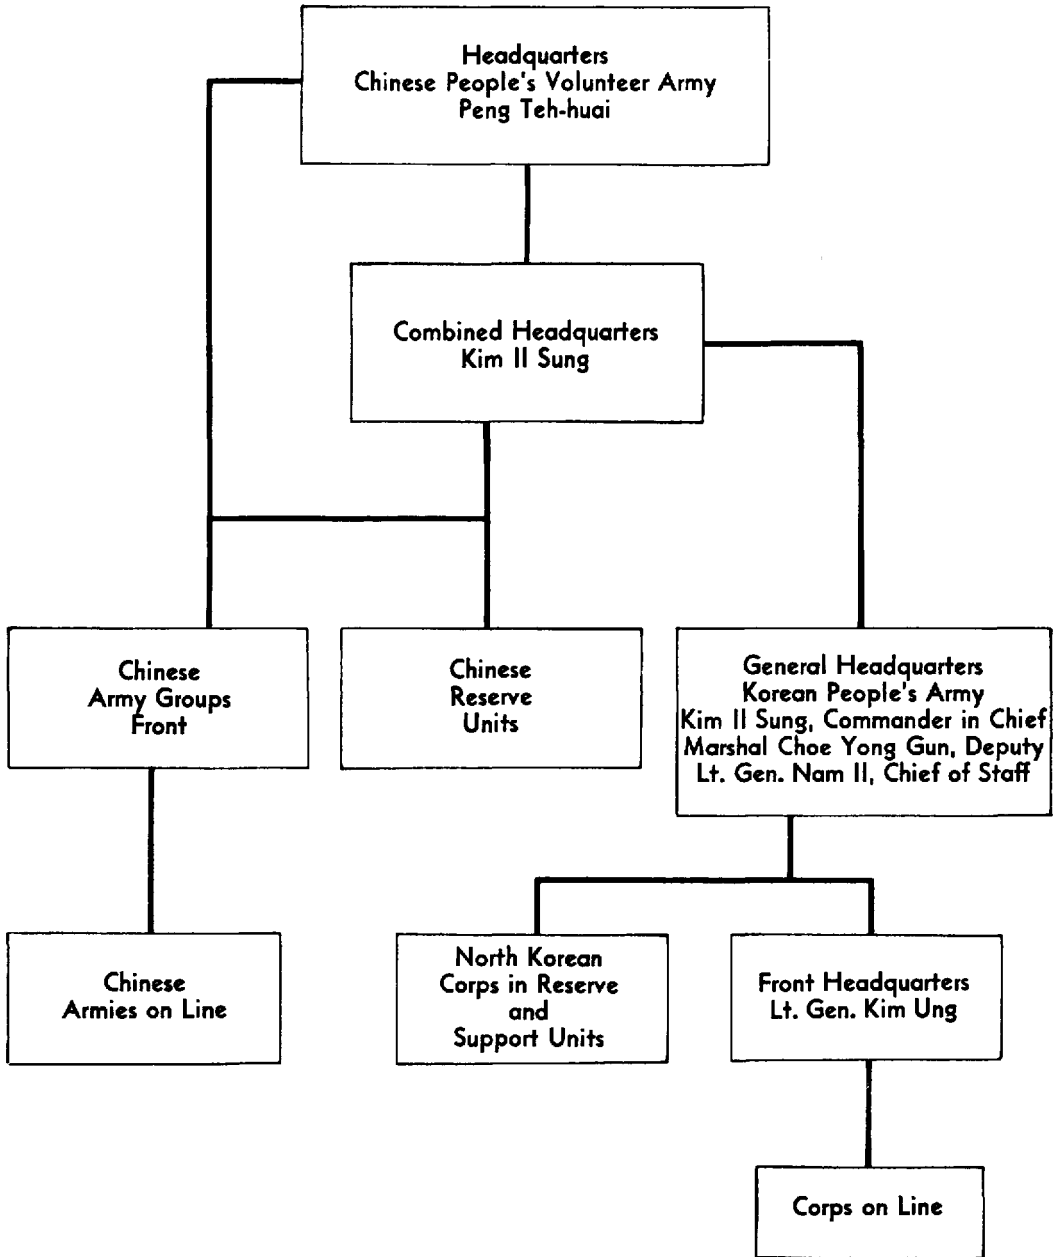 Headquarters
Chinese People's Volunteer Army
Peng Teh-huai
Combined Headquarters
Kim Il Sung
Chinese
Army Groups
Front
Chinese
Reserve
Units
General Headquarters
Korean People's Army
Kim Il Sung, Commander in Chief
Marshal Choe Yong Gun, Deputy
Lt. Gen. Nam Il, Chief of Staff
Chinese
Armies on Line
North Korean
Corps in Reserve
and
Support Units
Front Headquarters
Lt. Gen. Kim Ung
Corps on Line